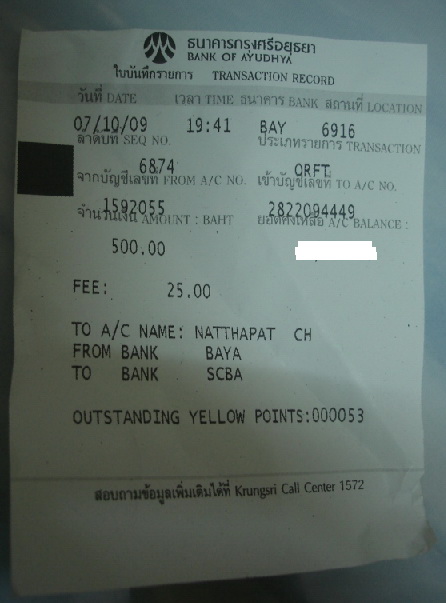 ธนาคารกรุงศรีอยุธยา
BANK OF AYUDHYA
ใบบันทึกรายการ TRANSACTION RECORD
วันที่ DATE เวลา TIME ธนาคาร BANK สถานที่ LOCATION
07/10/09 19:41 BAY 6916
ลำดับที่ SEQ NO. ประเภทรายการ TRANSACTION
6874 ORFT
จากบัญชีเลขที่ FROM A/C NO. เข้าบัญชีเลขที่ TO A/C NO.
1592055 2822094449
จำนวนเงิน AMOUNT : BAHT ยอดคงเหลือ A/C BALANCE :
500.00
FEE: 25.00
TO A/C NAME: NATTHAPAT CH
FROM BANK BAYA
TO BANK SCBA
OUTSTANDING YELLOW POINTS:000053
สอบถามข้อมูลเพิ่มเติมได้ที่ Krungsri Call Center 1572